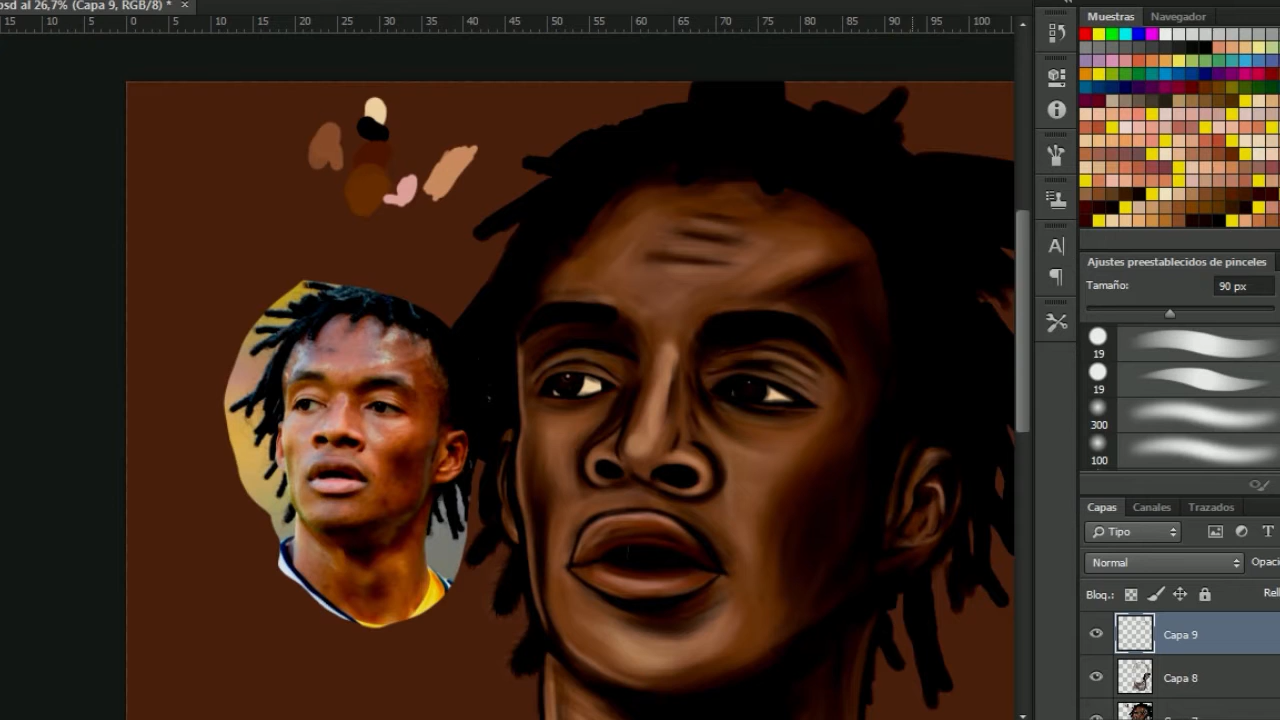 psd al 26,7% (Capa 9, RGB/8) * ×
15 10 5 0 5 10 15 20 25 30 35 40 45 50 55 60 65 70 75 80 85 90 95 100
Muestras Navegador
Ajustes preestablecidos de pinceles
Tamaño: 90 px
19
19
300
100
Capas Canales Trazados
Tipo T
Normal Opaci
Bloq.: Rell
Capa 9
Capa 8
A|